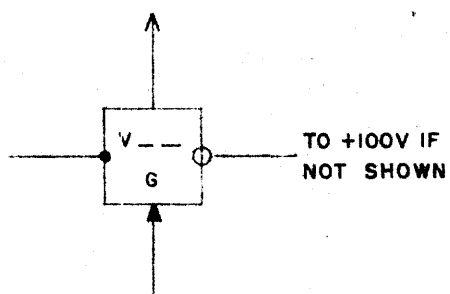 V _ _
G
TO +100V IF
NOT SHOWN